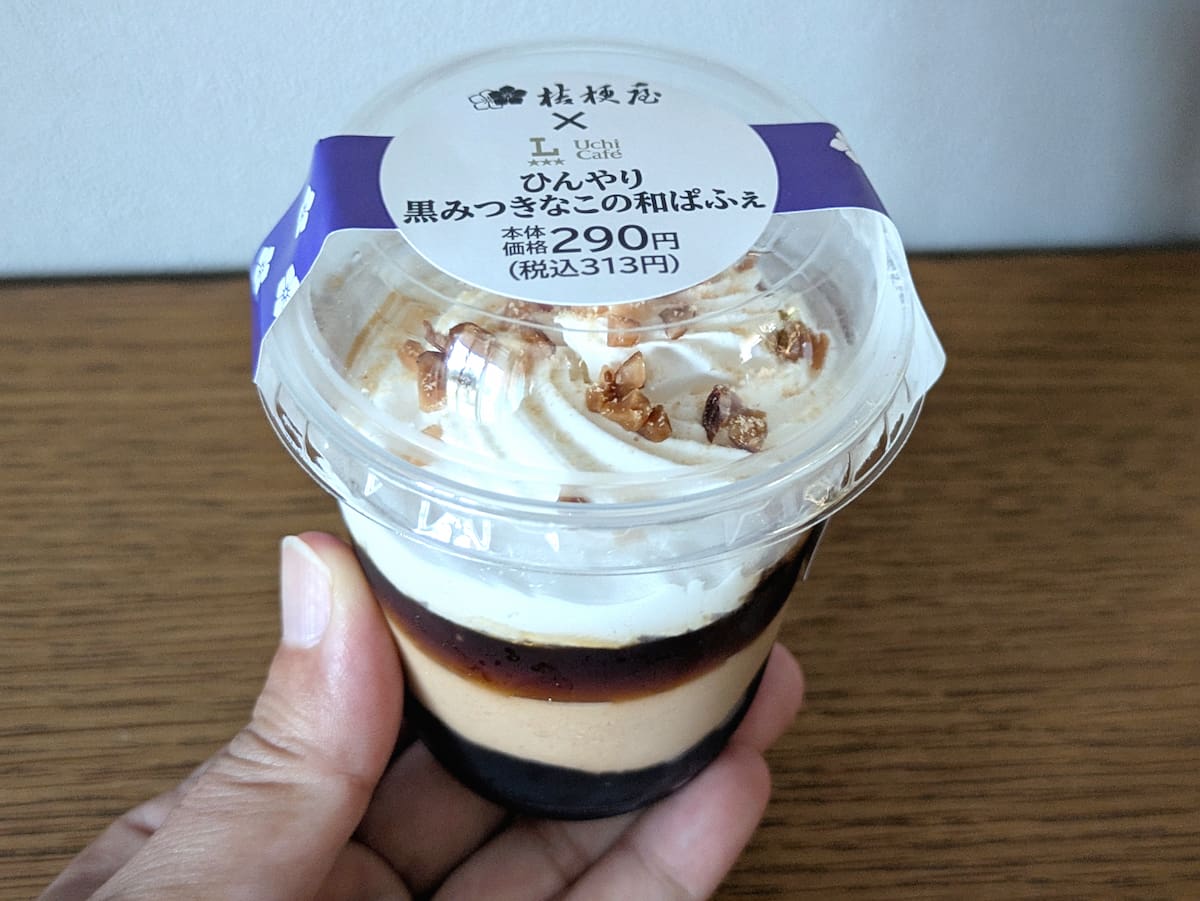 桔梗屋
×
L Uchi
Café
ひんやり
黒みつきなこの和ぱふぇ
本体
価格290円
(税込313円)